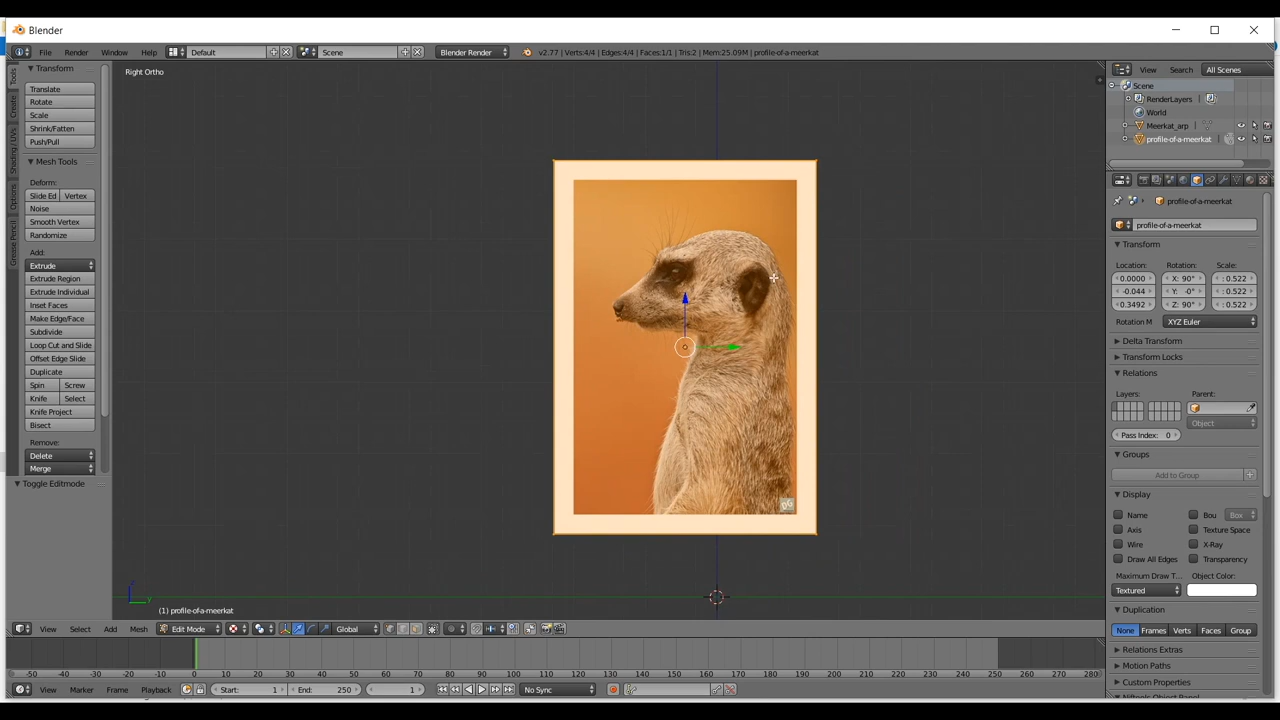 Blender
File Render Window Help Default Scene Blender Render v2.77 | Verts:4/4 | Edges:4/4 | Faces:1/1 | Tris:2 | Mem:25.09M | profile-of-a-meerkat
Tools
Create
Shading / UVs
Options
Grease Pencil
Transform
Translate
Rotate
Scale
Shrink/Fatten
Push/Pull
Mesh Tools
Deform:
Slide Ed Vertex
Noise
Smooth Vertex
Randomize
Add:
Extrude
Extrude Region
Extrude Individual
Inset Faces
Make Edge/Face
Subdivide
Loop Cut and Slide
Offset Edge Slide
Duplicate
Spin Screw
Knife Select
Knife Project
Bisect
Remove:
Delete
Merge
Toggle Editmode
Right Ortho
z
y
(1) profile-of-a-meerkat
View Select Add Mesh Edit Mode Global
View Search All Scenes
Scene
RenderLayers
World
Meerkat_arp
profile-of-a-meerkat
profile-of-a-meerkat
profile-of-a-meerkat
Transform
Location: Rotation: Scale:
0.0000 X: 90° : 0.522
-0.044 Y: -0° : 0.522
0.3492 Z: 90° : 0.522
Rotation M XYZ Euler
Delta Transform
Transform Locks
Relations
Layers: Parent:
Object
Pass Index: 0
Groups
Add to Group
Display
Name Bou Box
Axis Texture Space
Wire X-Ray
Draw All Edges Transparency
Maximum Draw T... Object Color:
Textured
Duplication
None Frames Verts Faces Group
Relations Extras
Motion Paths
Custom Properties
-50 -40 -30 -20 -10 0 10 20 30 40 50 60 70 80 90 100 110 120 130 140 150 160 170 180 190 200 210 220 230 240 250 260 270 280
View Marker Frame Playback Start: 1 End: 250 1 No Sync